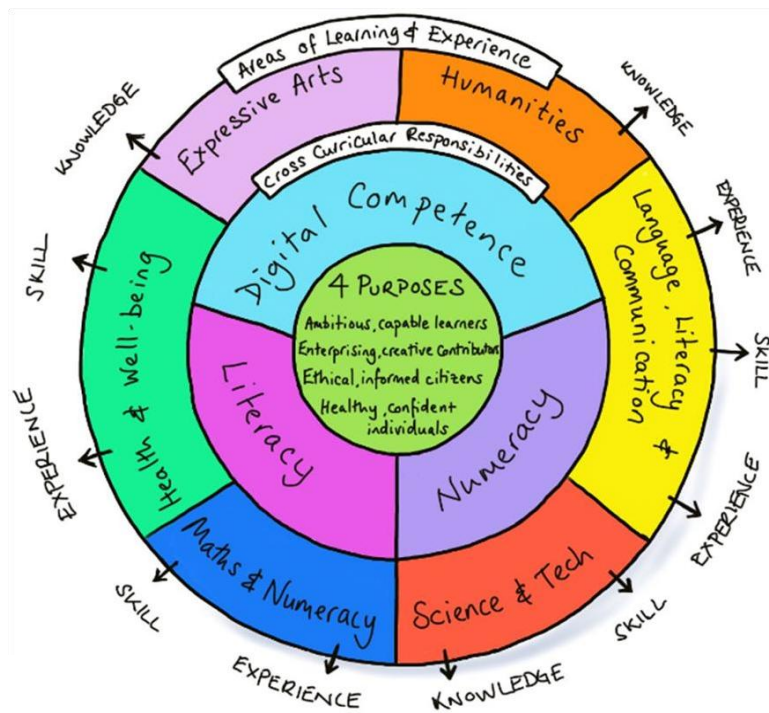 Areas of Learning & Experience
Expressive Arts
Humanities
Language, Literacy &
Communication
Science & Tech
Maths & Numeracy
Health & Well-being
Cross Curricular Responsibilities
Digital Competence
Numeracy
Literacy
4 PURPOSES
Ambitious, capable learners
Enterprising, creative Contributors
Ethical, informed citizens
Healthy, confident
individuals
KNOWLEDGE
EXPERIENCE
SKILL
EXPERIENCE
SKILL
KNOWLEDGE
EXPERIENCE
SKILL
EXPERIENCE
SKILL
KNOWLEDGE